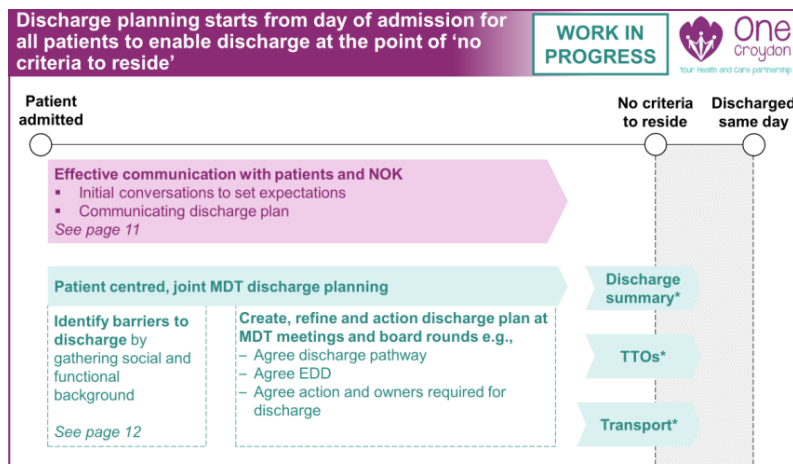 Discharge planning starts from day of admission for
all patients to enable discharge at the point of ‘no
criteria to reside’
WORK IN
PROGRESS
One
Croydon
Your Health and Care partnership
Patient
admitted
No criteria
to reside
Discharged
same day
Effective communication with patients and NOK
▪ Initial conversations to set expectations
▪ Communicating discharge plan
See page 11
Patient centred, joint MDT discharge planning
Identify barriers to
discharge by
gathering social and
functional
background
See page 12
Create, refine and action discharge plan at
MDT meetings and board rounds e.g.,
– Agree discharge pathway
– Agree EDD
– Agree action and owners required for
discharge
Discharge
summary*
TTOs*
Transport*